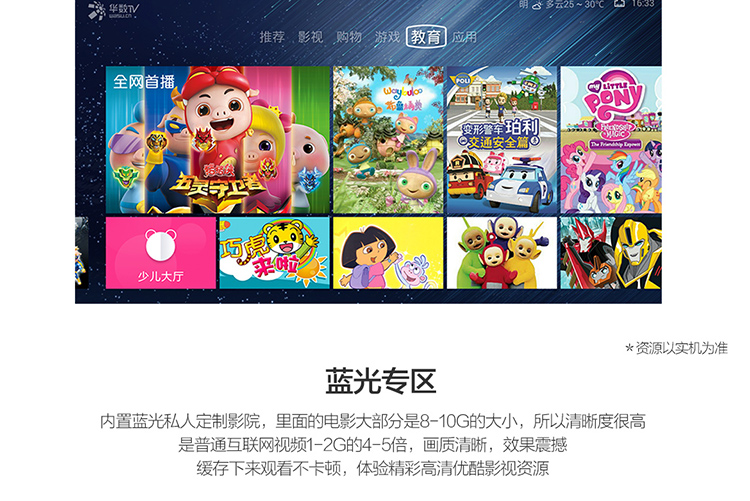 华数TV
wasu.cn
明 多云25~30℃ 16:33
推荐 影视 购物 游戏 教育 应用
全网首播
猪猪侠
五灵守卫者
Waybuloo
POLI
变形警车珀利
交通安全篇
my LITTLE
PONY
FRIENDSHIP IS MAGIC
The Friendship Express
少儿大厅
巧虎
来啦
*资源以实机为准
蓝光专区
内置蓝光私人定制影院，里面的电影大部分是8-10G的大小，所以清晰度很高
是普通互联网视频1-2G的4-5倍，画质清晰，效果震撼
缓存下来观看不卡顿，体验精彩高清优酷影视资源